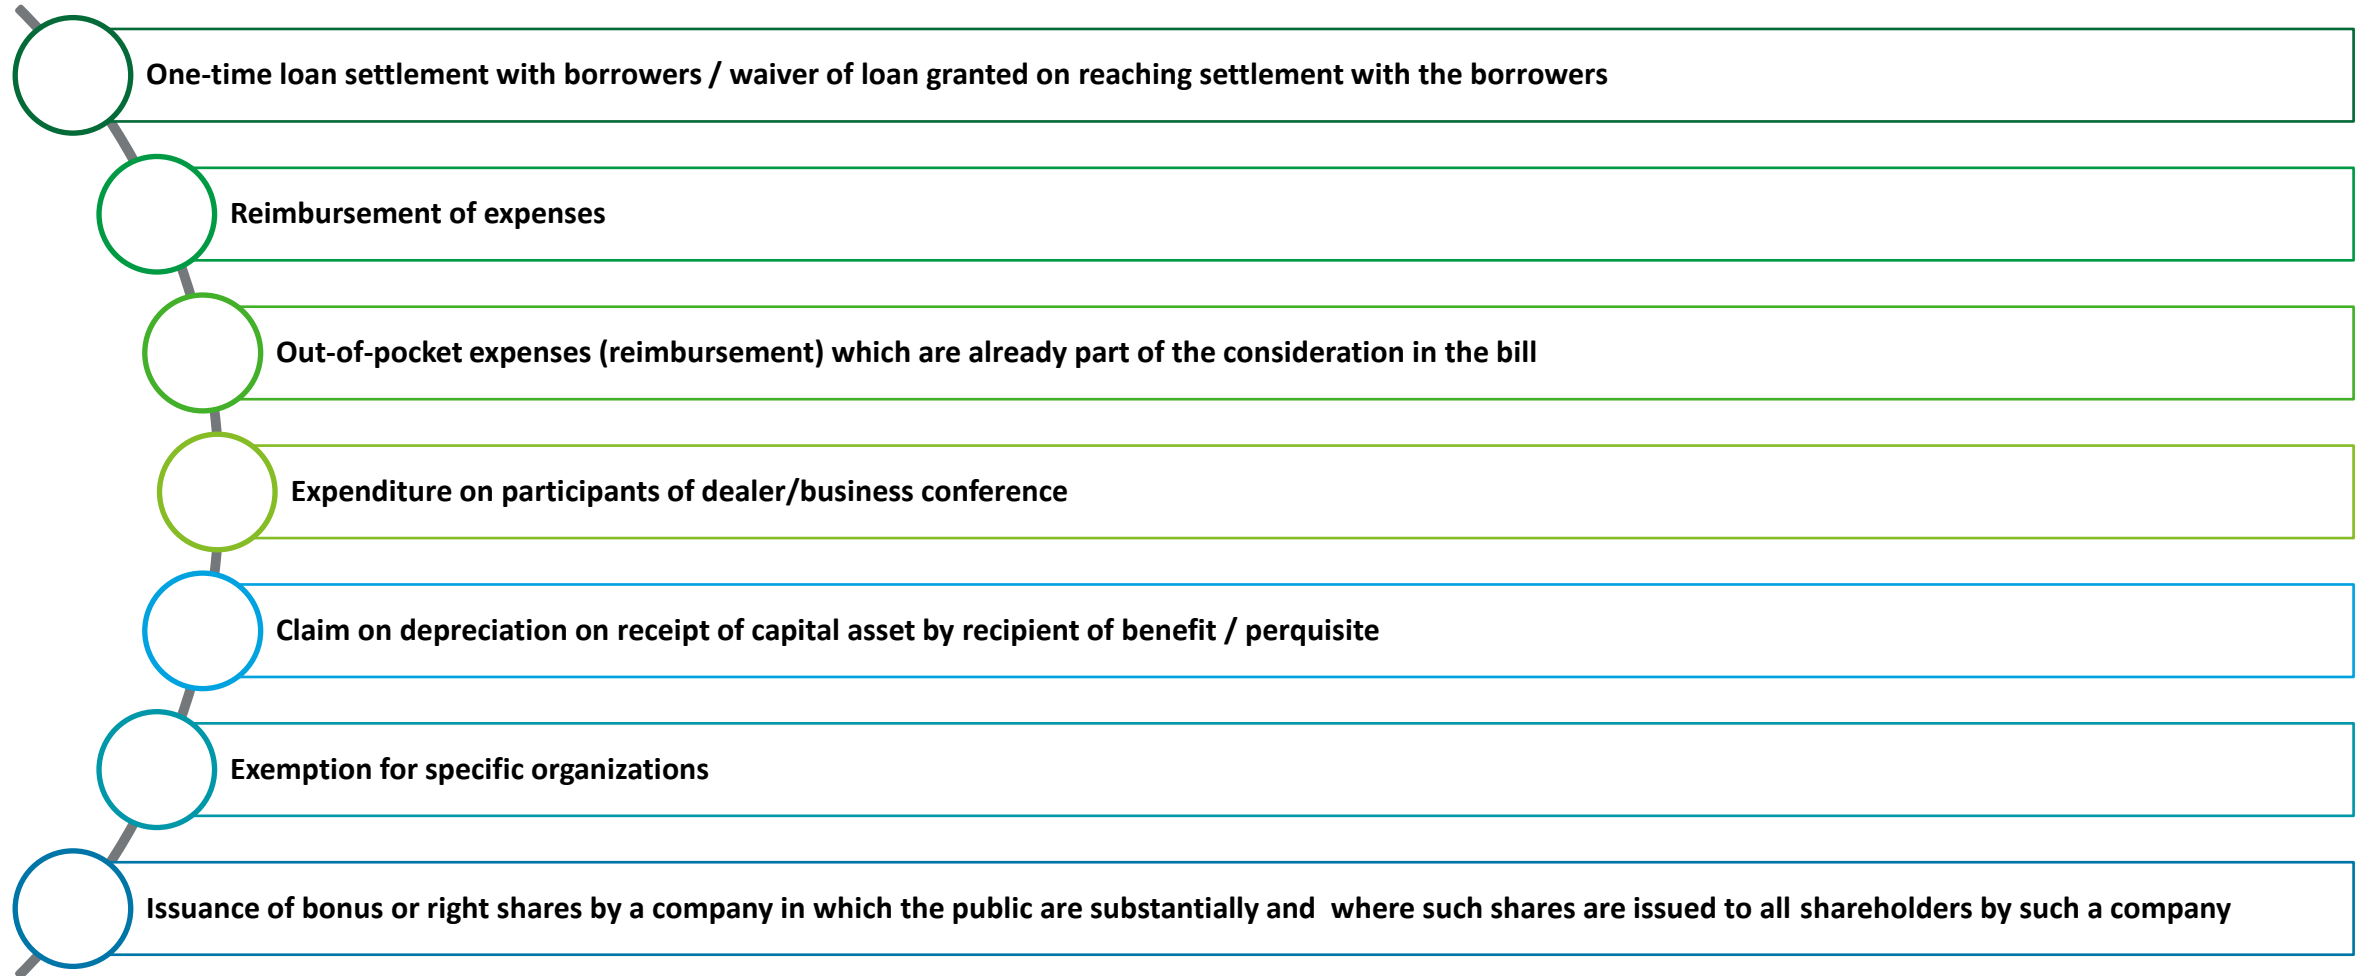 One-time loan settlement with borrowers / waiver of loan granted on reaching settlement with the borrowers
Reimbursement of expenses
Out-of-pocket expenses (reimbursement) which are already part of the consideration in the bill
Expenditure on participants of dealer/business conference
Claim on depreciation on receipt of capital asset by recipient of benefit / perquisite
Exemption for specific organizations
Issuance of bonus or right shares by a company in which the public are substantially and  where such shares are issued to all shareholders by such a company